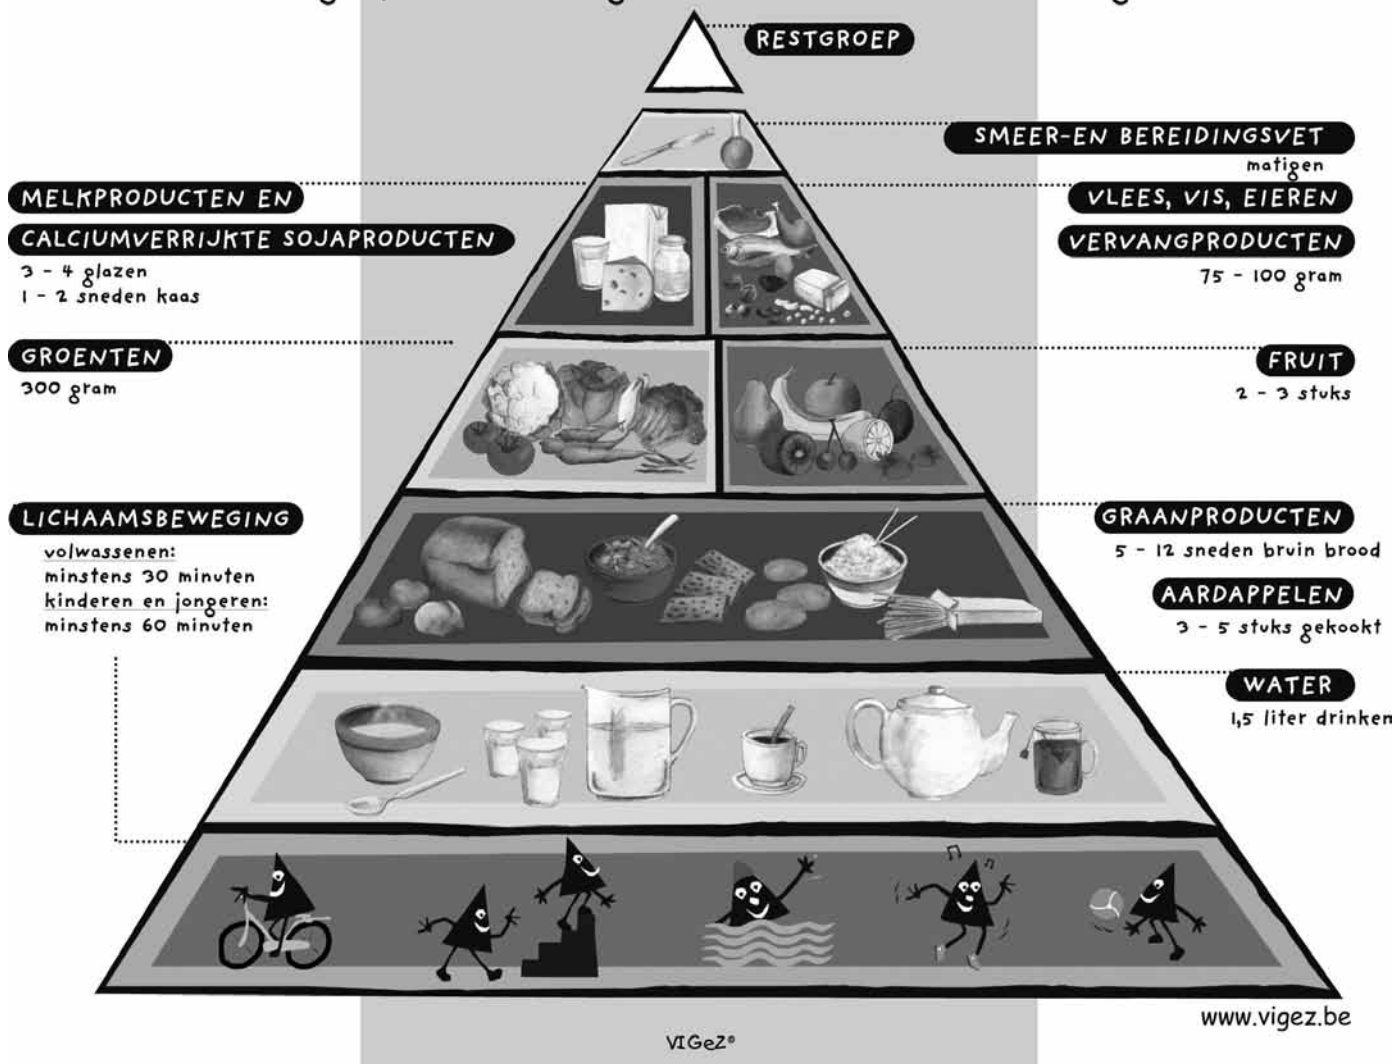 RESTGROEP
SMEER-EN BEREIDINGSVET
matigen
MELKPRODUCTEN EN
CALCIUMVERRIJKTE SOJAPRODUCTEN
3 - 4 glazen
1 - 2 sneden kaas
VLEES, VIS, EIEREN
VERVANGPRODUCTEN
75 - 100 gram
GROENTEN
300 gram
FRUIT
2 - 3 stuks
LICHAAMSBEWEGING
volwassenen:
minstens 30 minuten
kinderen en jongeren:
minstens 60 minuten
GRAANPRODUCTEN
5 - 12 sneden bruin brood
AARDAPPELEN
3 - 5 stuks gekookt
WATER
1,5 liter drinken
www.vigez.be
VIGeZ®